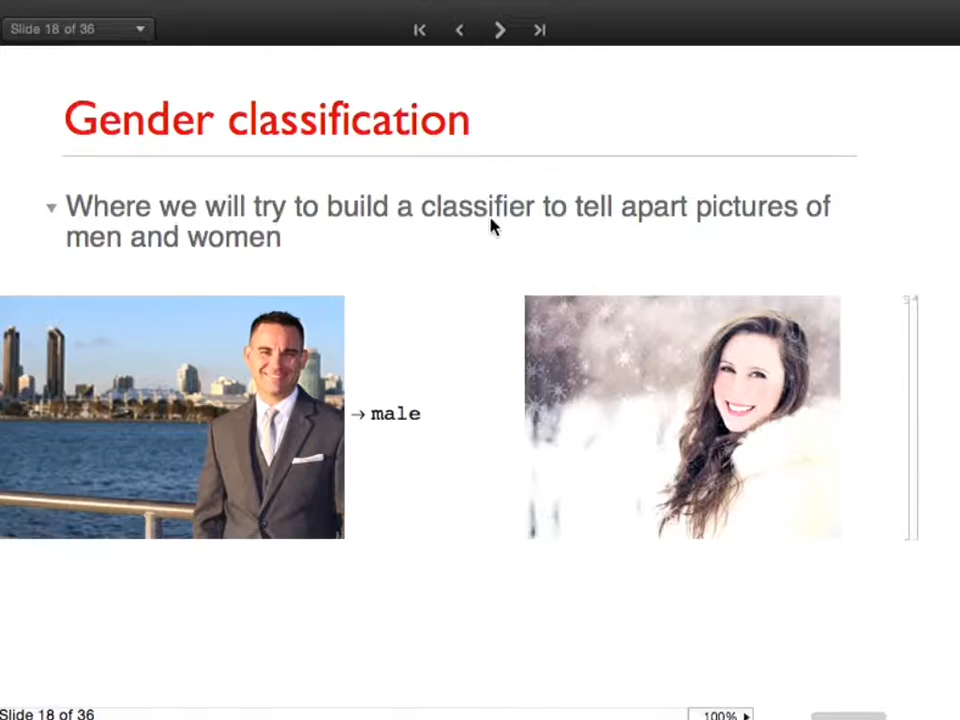 Slide 18 of 36
Gender classification
Where we will try to build a classifier to tell apart pictures of
men and women
→ male
Slide 18 of 36
100%